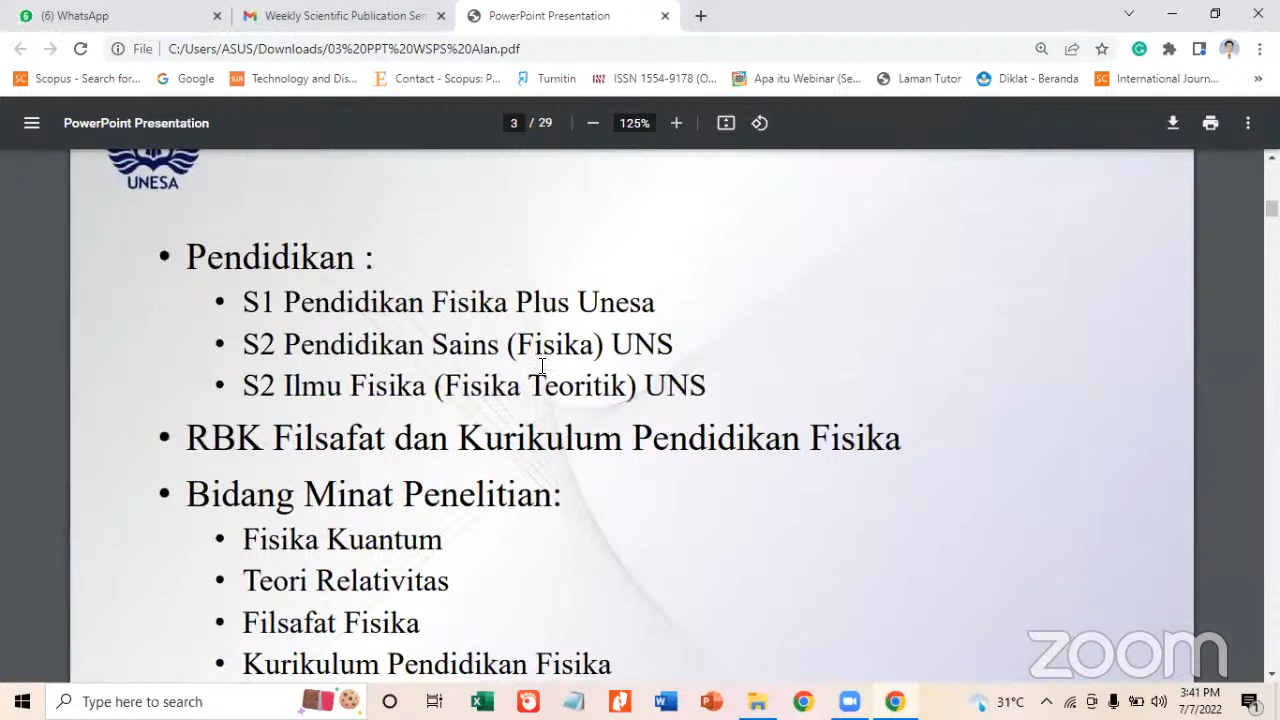 (6) WhatsApp
Weekly Scientific Publication Sem
PowerPoint Presentation
File
C:/Users/ASUS/Downloads/03%20PPT%20WSPS%20Alan.pdf
Scopus - Search for...
Google
Technology and Dis...
Contact - Scopus: P...
Turnitin
ISSN 1554-9178 (O...
Apa itu Webinar (Se...
Laman Tutor
Diklat - Beranda
International Journ...
PowerPoint Presentation
3 / 29
125%
UNESA
• Pendidikan :
• S1 Pendidikan Fisika Plus Unesa
• S2 Pendidikan Sains (Fisika) UNS
• S2 Ilmu Fisika (Fisika Teoritik) UNS
• RBK Filsafat dan Kurikulum Pendidikan Fisika
• Bidang Minat Penelitian:
• Fisika Kuantum
• Teori Relativitas
• Filsafat Fisika
• Kurikulum Pendidikan Fisika
zoom
Type here to search
31°C
3:41 PM
7/7/2022